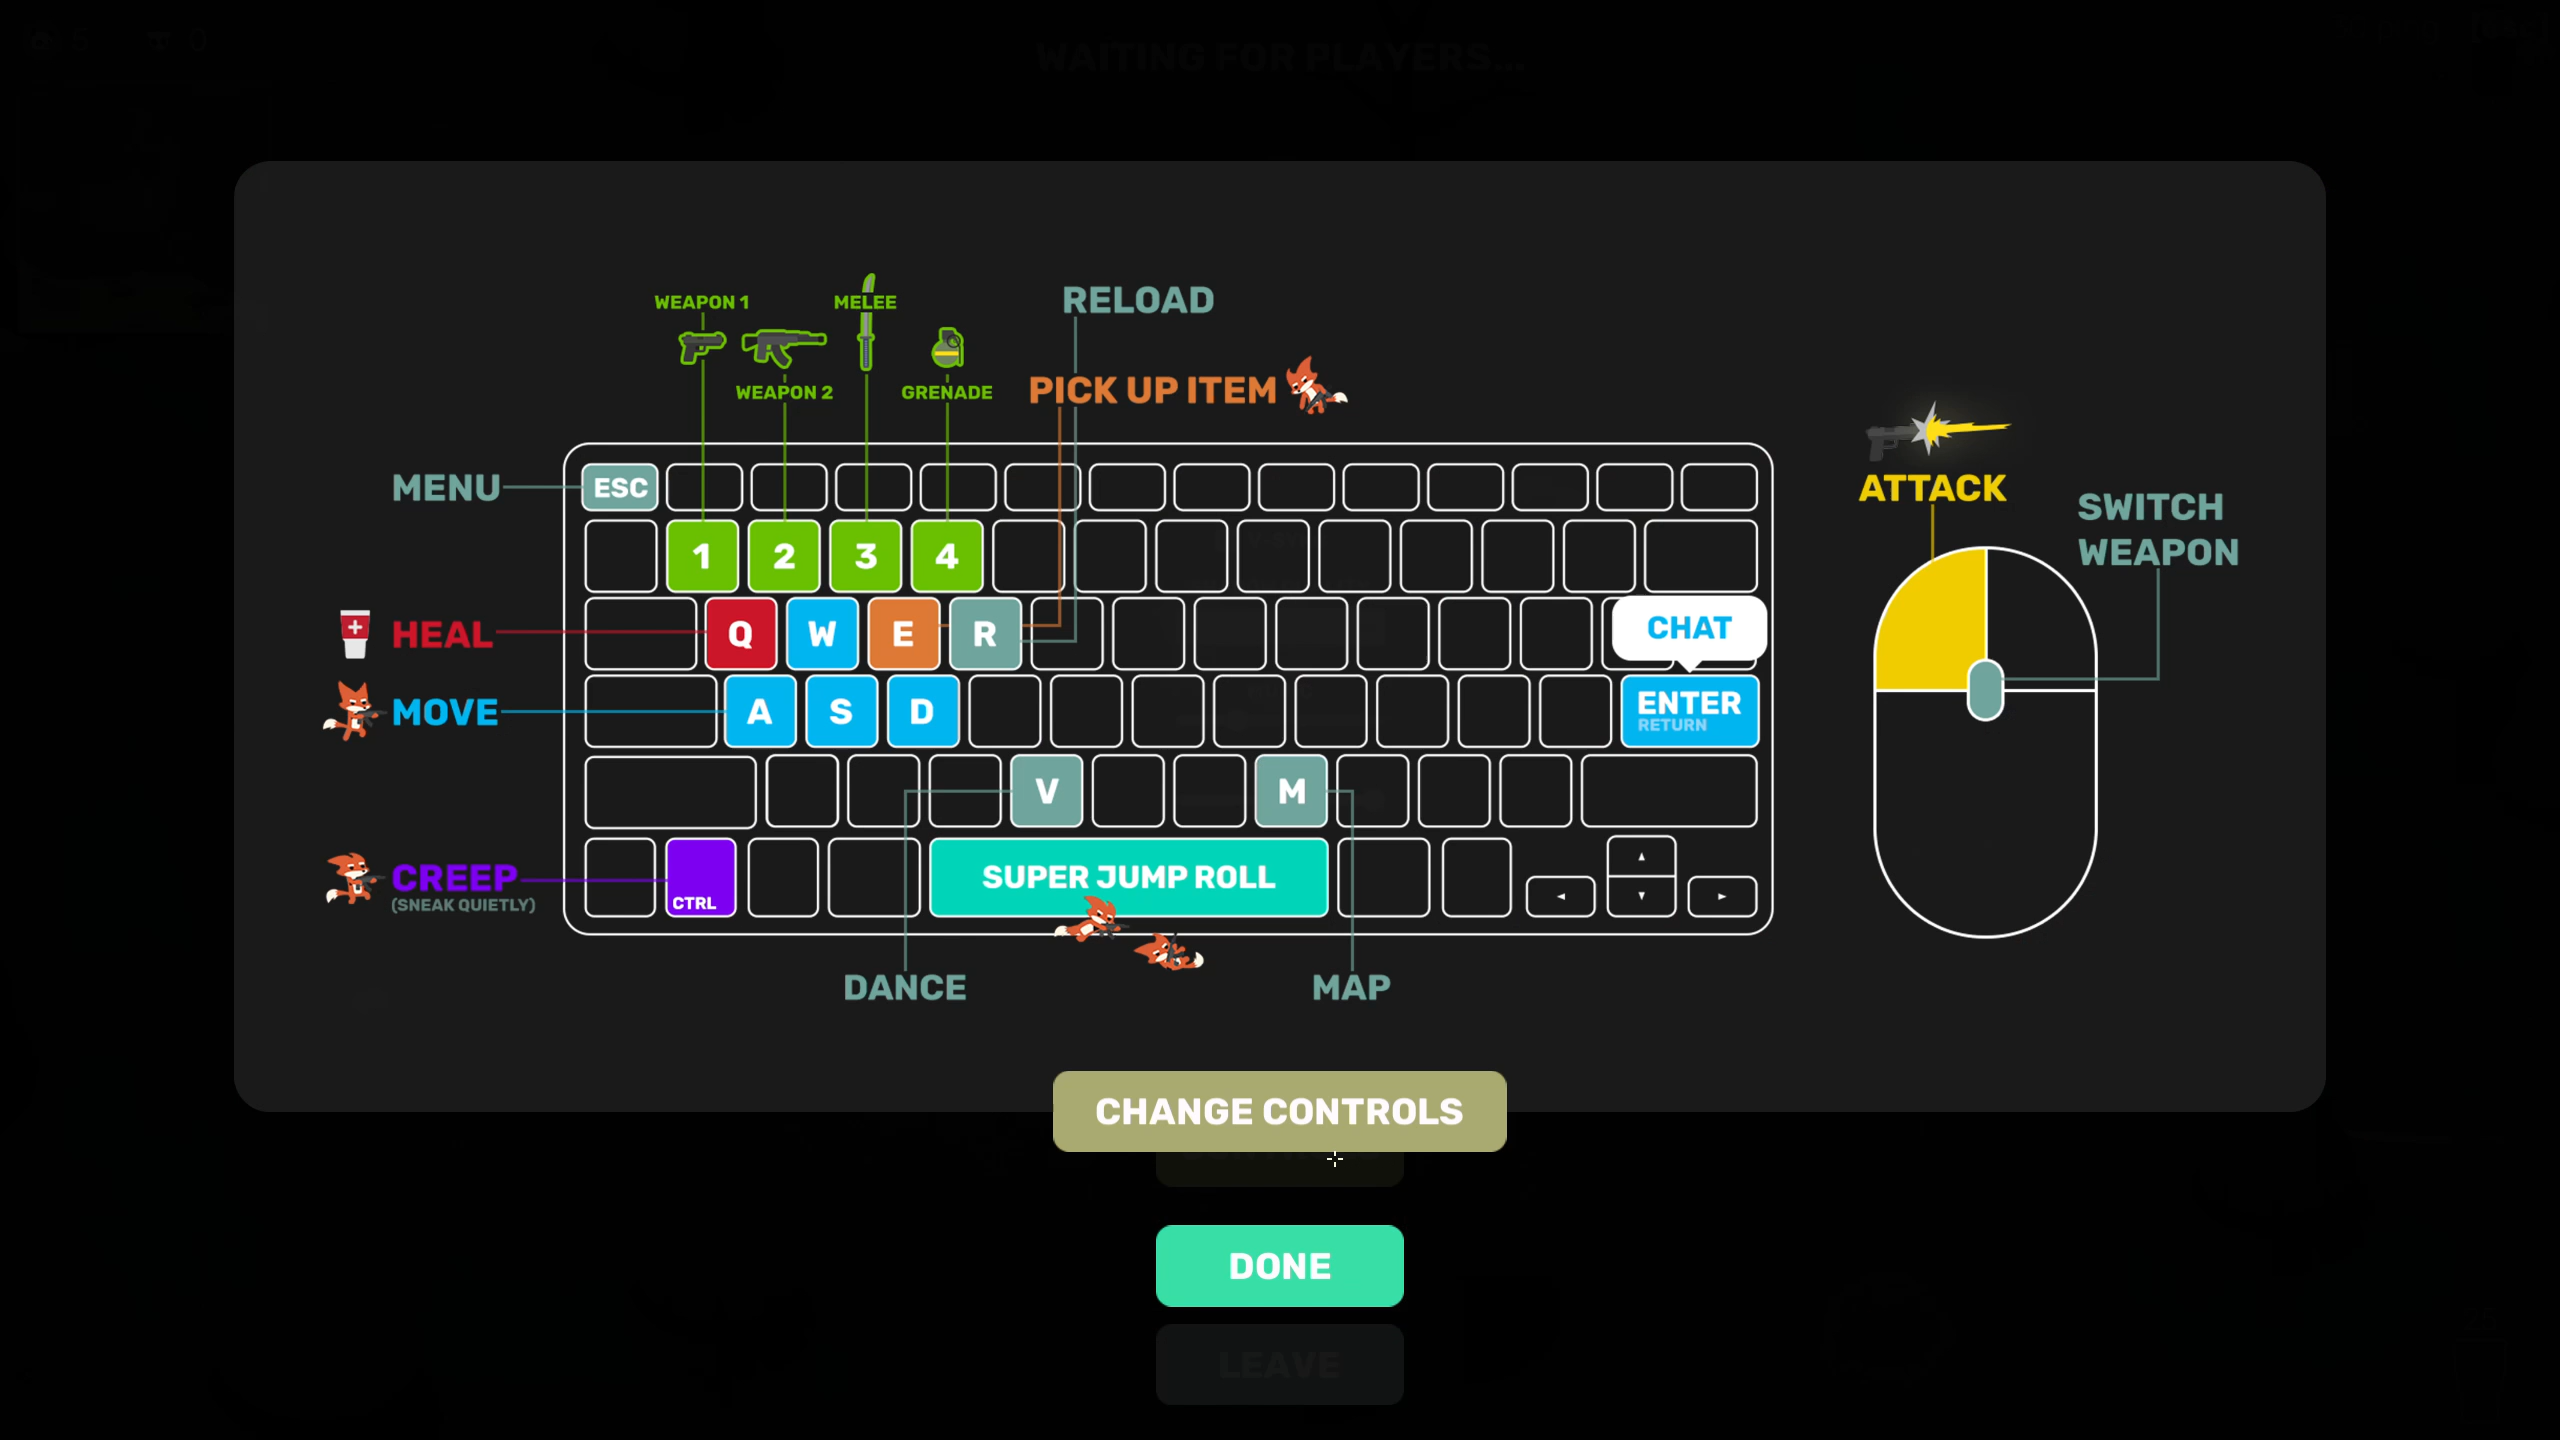 5
0
WAITING FOR PLAYERS...
WEAPON 1
MELEE
RELOAD
WEAPON 2
GRENADE
PICK UP ITEM
MENU
ESC
ATTACK
SWITCH
WEAPON
1
2
3
4
HEAL
Q
W
E
R
CHAT
MOVE
A
S
D
ENTER
RETURN
V
M
CREEP
(SNEAK QUIETLY)
CTRL
SUPER JUMP ROLL
DANCE
MAP
CHANGE CONTROLS
DONE
LEAVE